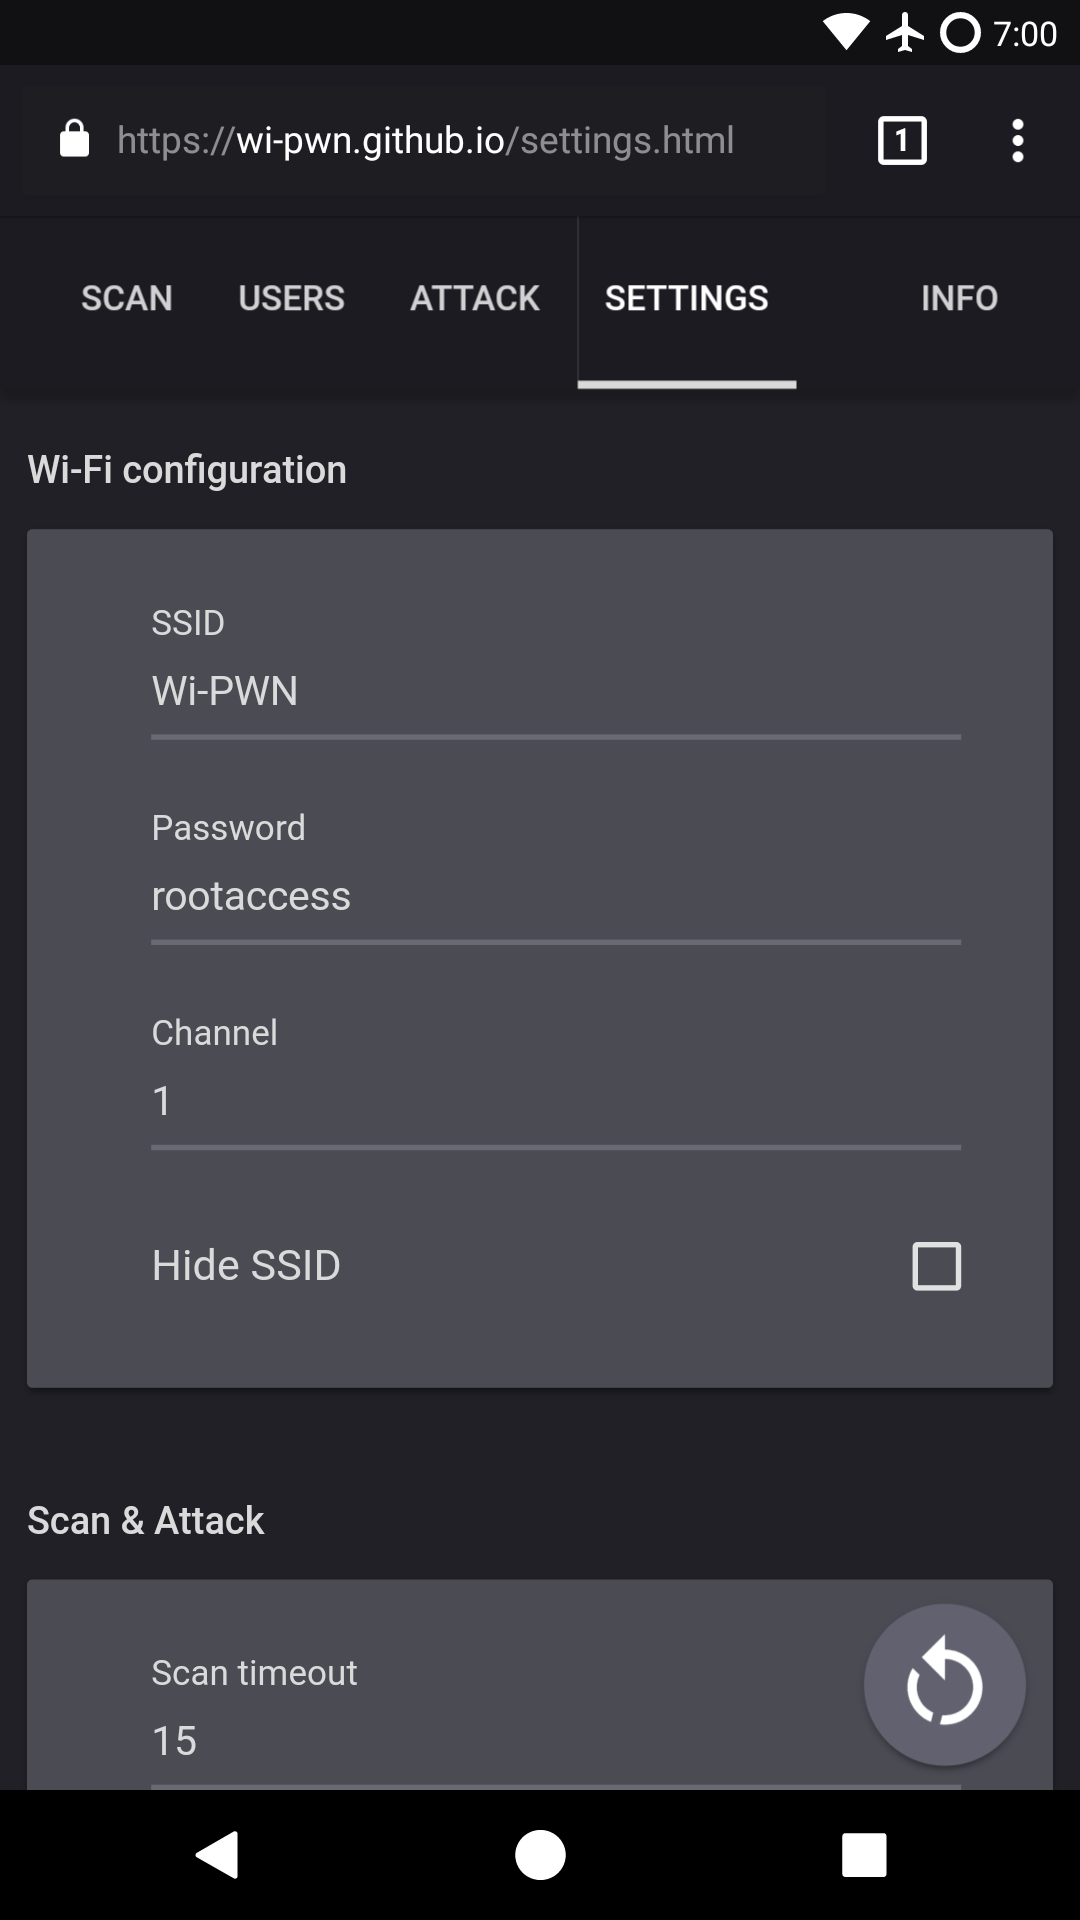 7:00
https://wi-pwn.github.io/settings.html
1
SCAN USERS ATTACK SETTINGS INFO
Wi-Fi configuration
SSID
Wi-PWN
Password
rootaccess
Channel
1
Hide SSID
Scan & Attack
Scan timeout
15